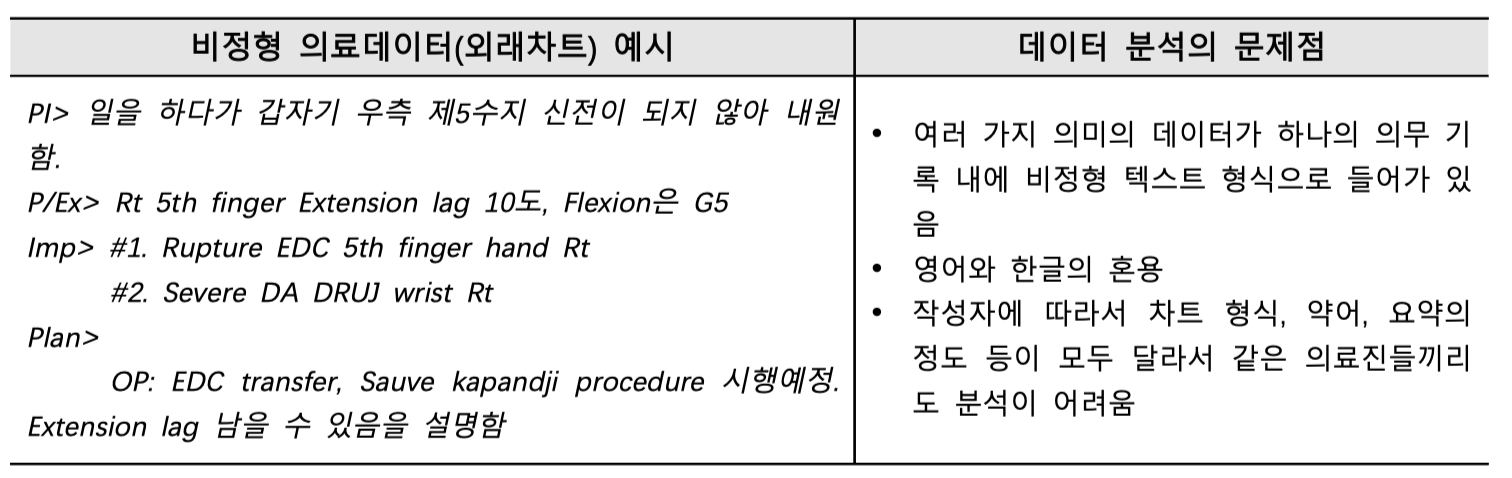 비정형 의료데이터(외래차트) 예시
데이터 분석의 문제점
PI> 일을 하다가 갑자기 우측 제5수지 신전이 되지 않아 내원
함.
P/Ex> Rt 5th finger Extension lag 10도, Flexion은 G5
Imp> #1. Rupture EDC 5th finger hand Rt
#2. Severe DA DRUJ wrist Rt
Plan>
OP: EDC transfer, Sauve kapandji procedure 시행예정.
Extension lag 남을 수 있음을 설명함
• 여러 가지 의미의 데이터가 하나의 의무 기
록 내에 비정형 텍스트 형식으로 들어가 있
음
• 영어와 한글의 혼용
• 작성자에 따라서 차트 형식, 약어, 요약의
정도 등이 모두 달라서 같은 의료진들끼리
도 분석이 어려움